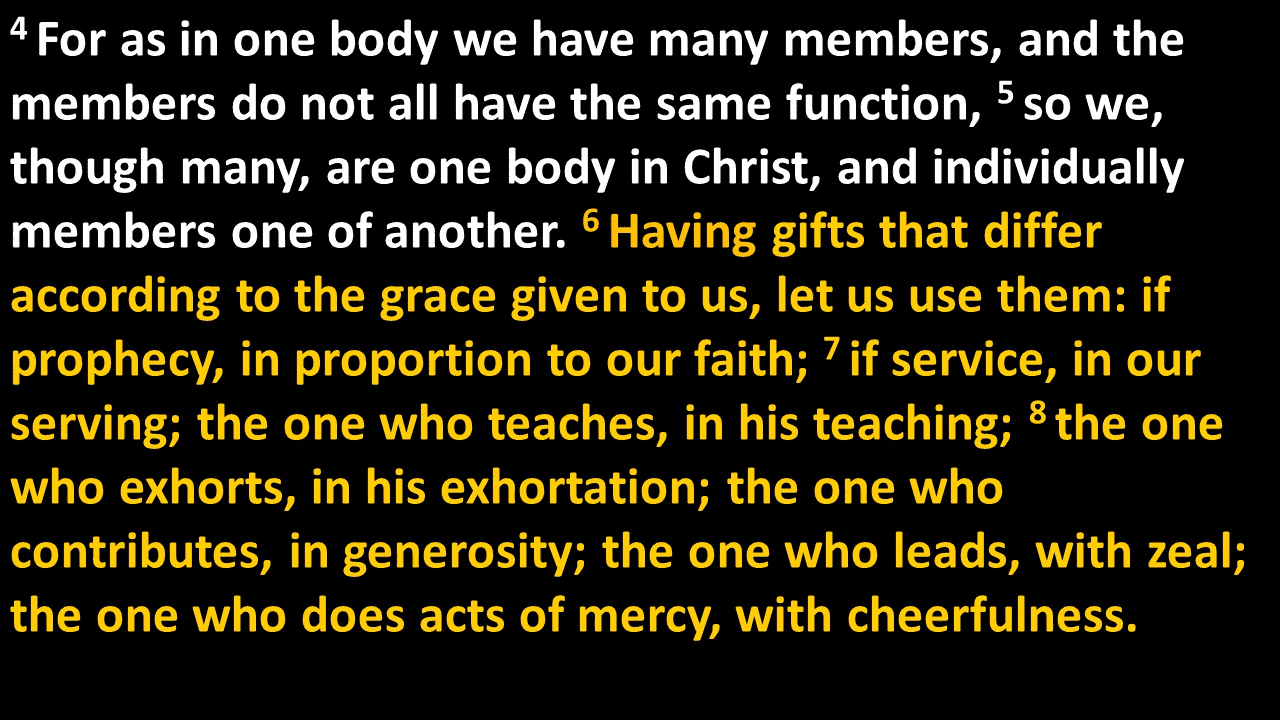 4 For as in one body we have many members, and the
members do not all have the same function, 5 so we,
though many, are one body in Christ, and individually
members one of another. 6 Having gifts that differ
according to the grace given to us, let us use them: if
prophecy, in proportion to our faith; 7 if service, in our
serving; the one who teaches, in his teaching; 8 the one
who exhorts, in his exhortation; the one who
contributes, in generosity; the one who leads, with zeal;
the one who does acts of mercy, with cheerfulness.